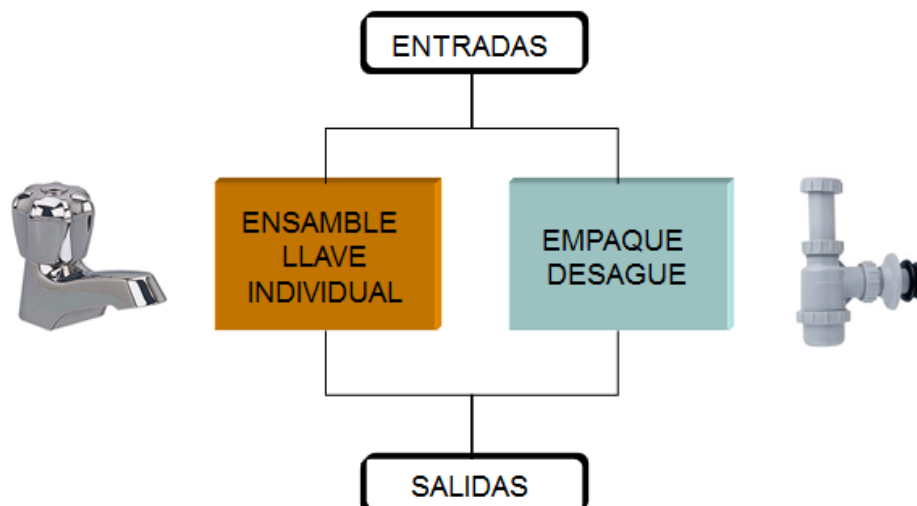 ENTRADAS
ENSAMBLE
LLAVE
INDIVIDUAL
EMPAQUE
DESAGUE
SALIDAS